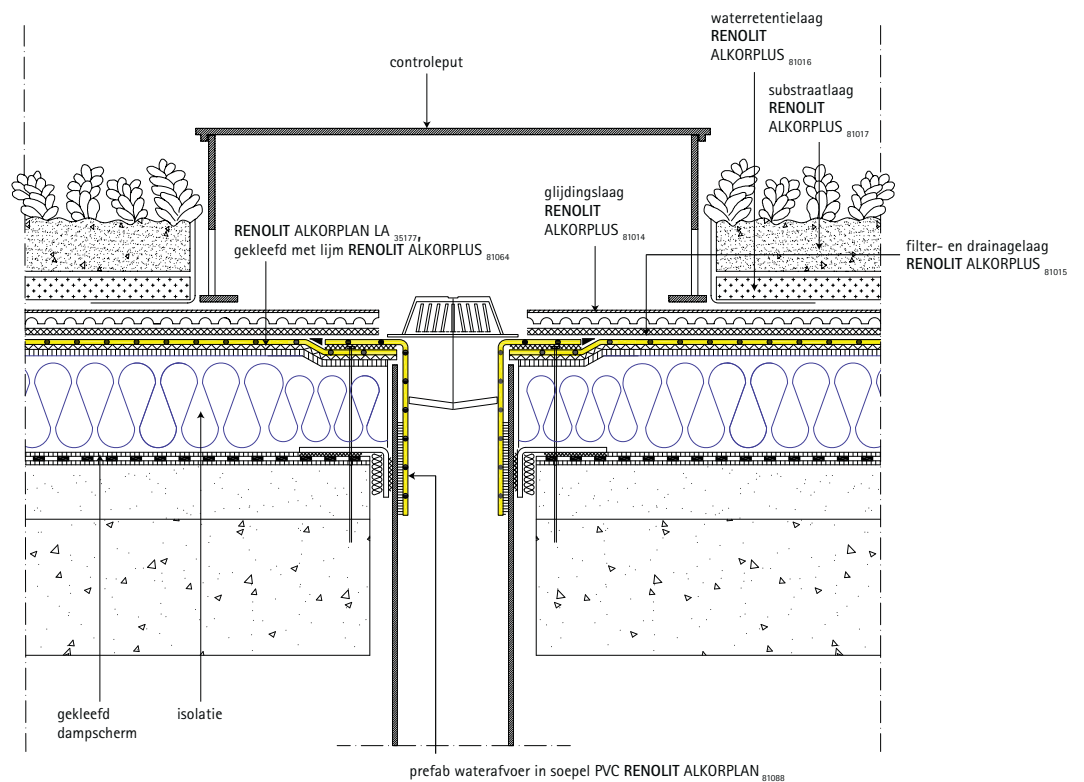 waterretentielaag
RENOLIT
ALKORPLUS 81016
controleput
substraatlaag
RENOLIT
ALKORPLUS 81017
glijdingslaag
RENOLIT
ALKORPLUS 81014
RENOLIT ALKORPLAN LA 35177,
gekleefd met lijm RENOLIT ALKORPLUS 81064
filter- en drainagelaag
RENOLIT ALKORPLUS 81015
gekleefd
dampscherm
isolatie
prefab waterafvoer in soepel PVC RENOLIT ALKORPLAN 81088